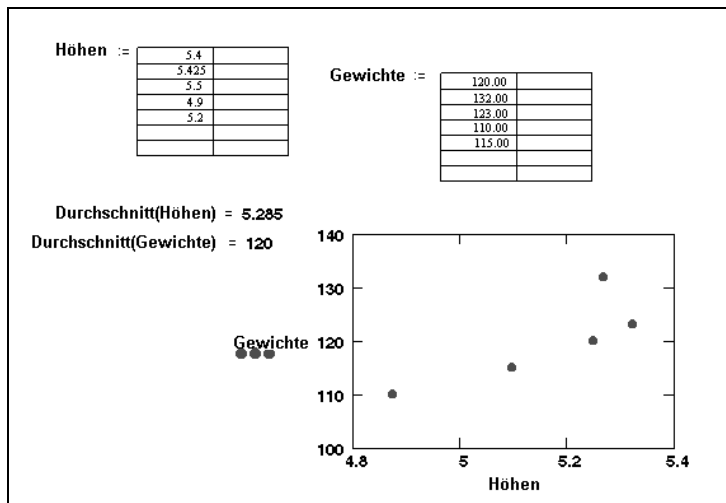 Höhen :=
5.4
5.425
5.5
4.9
5.2
Gewichte :=
120.00
132.00
123.00
110.00
115.00
Durchschnitt(Höhen) = 5.285
Durchschnitt(Gewichte) = 120
140
130
120
110
100
Gewichte
4.8 5 5.2 5.4
Höhen